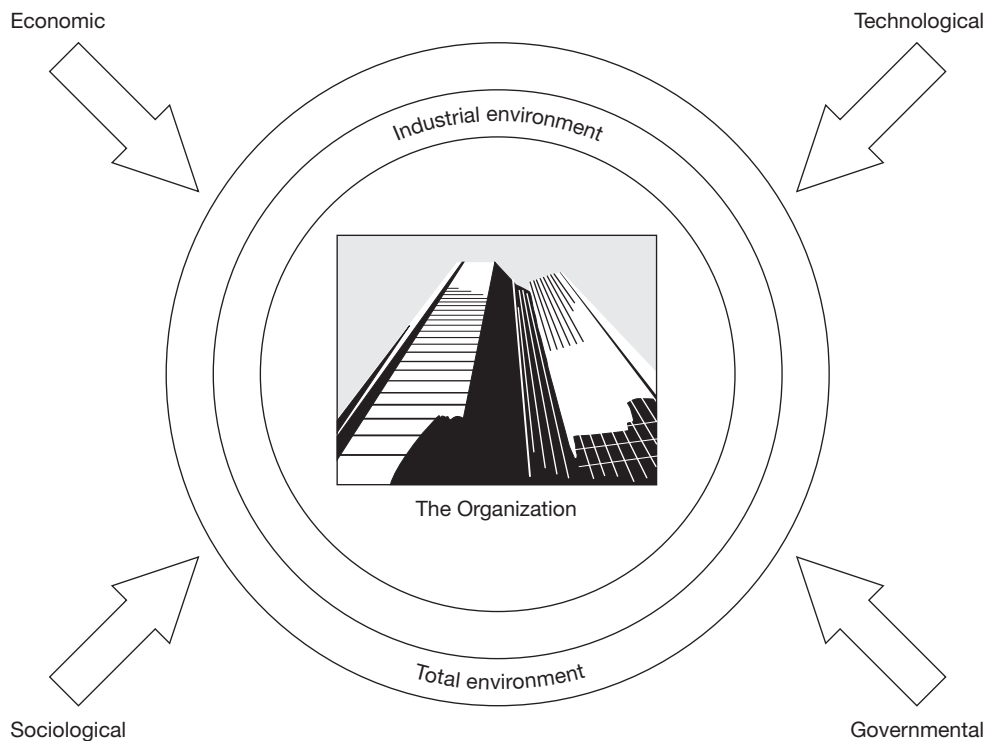 Economic
Technological
Industrial environment
The Organization
Total environment
Sociological
Governmental